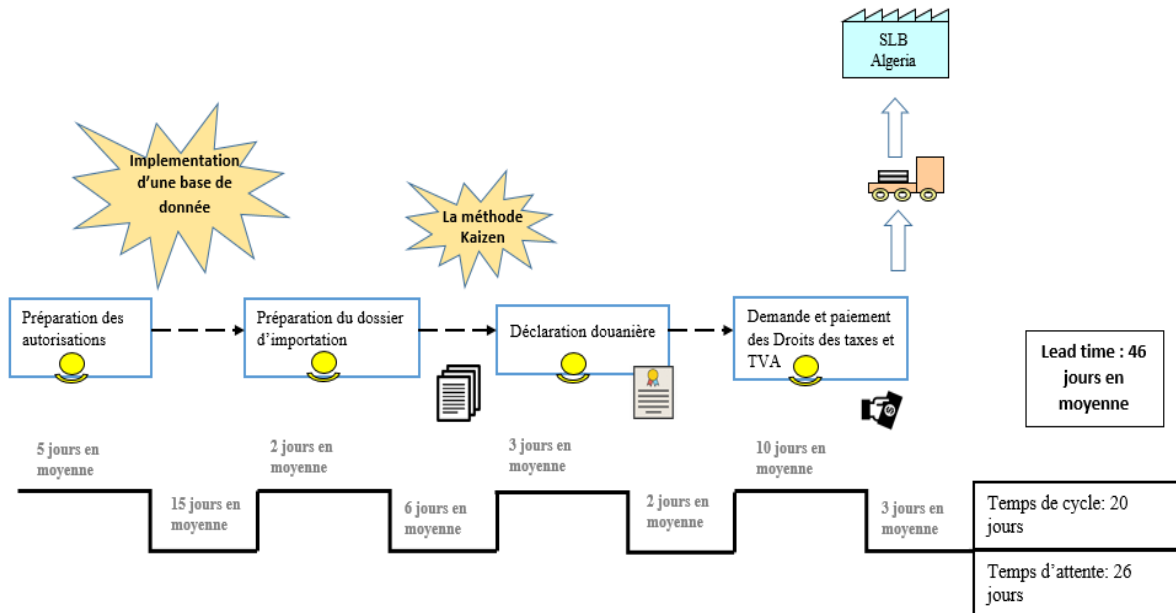 SLB
Algeria
Implementation
d'une base de
donnée
La méthode
Kaizen
Préparation des
autorisations
Préparation du dossier
d'importation
Déclaration douanière
Demande et paiement
des Droits des taxes et
TVA
Lead time : 46
jours en
moyenne
5 jours en
moyenne
15 jours en
moyenne
2 jours en
moyenne
6 jours en
moyenne
3 jours en
moyenne
2 jours en
moyenne
10 jours en
moyenne
3 jours en
moyenne
Temps de cycle: 20
jours
Temps d'attente: 26
jours